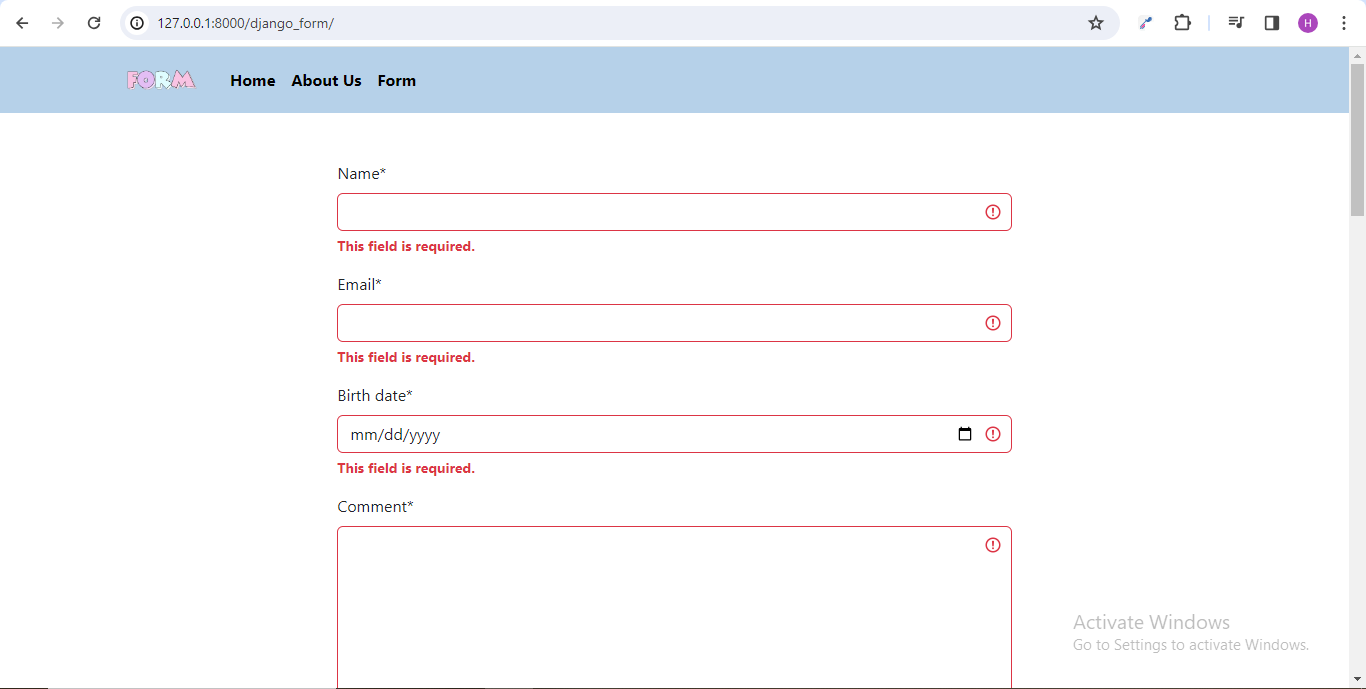 127.0.0.1:8000/django_form/
H
FORM
Home About Us Form
Name*
This field is required.
Email*
This field is required.
Birth date*
mm/dd/yyyy
This field is required.
Comment*
Activate Windows
Go to Settings to activate Windows.